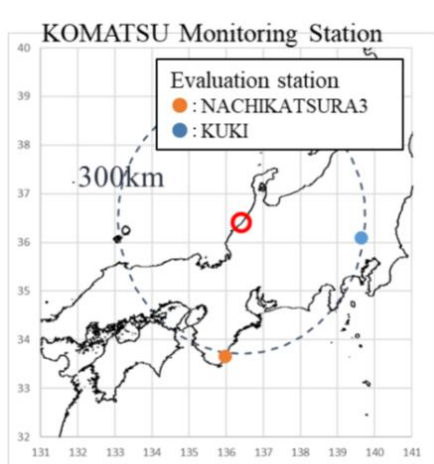 KOMATSU Monitoring Station
40
39
38
37
36
35
34
33
32
Evaluation station
: NACHIKATSURA3
: KUKI
300km
131 132 133 134 135 136 137 138 139 140 141